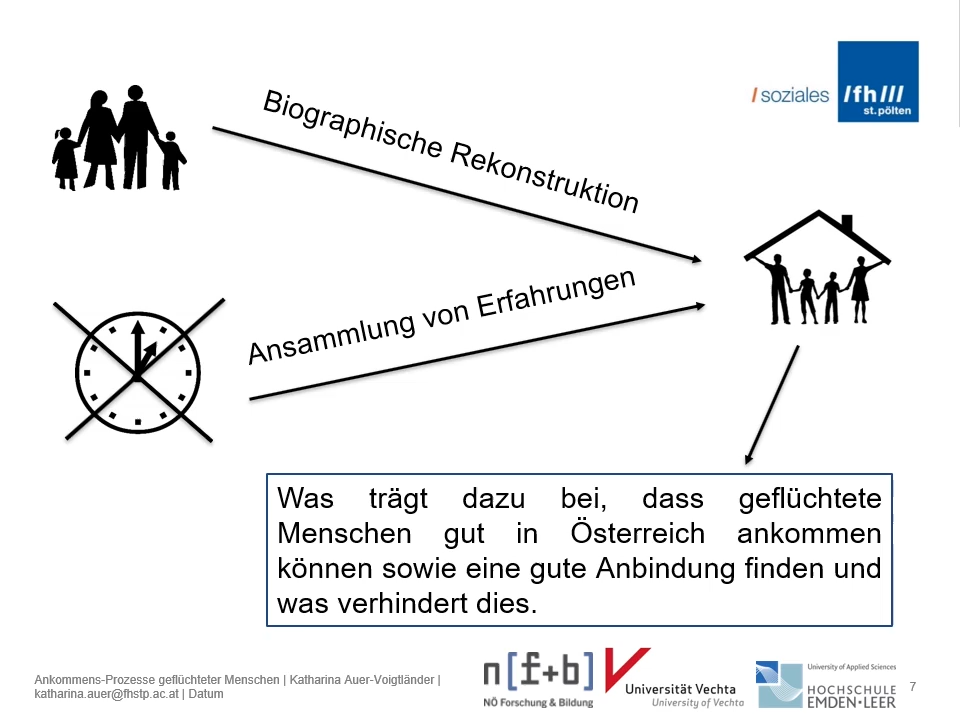 Biographische Rekonstruktion
/ soziales
/fh///
st.pölten
Ansammlung von Erfahrungen
Was trägt dazu bei, dass geflüchtete
Menschen gut in Österreich ankommen
können sowie eine gute Anbindung finden und
was verhindert dies.
Ankommens-Prozesse geflüchteter Menschen | Katharina Auer-Voigtländer |
katharina.auer@fhstp.ac.at | Datum
n[f+b]
NÖ Forschung & Bildung
Universität Vechta
University of Vechta
University of Applied Sciences
HOCHSCHULE
EMDEN•LEER
7